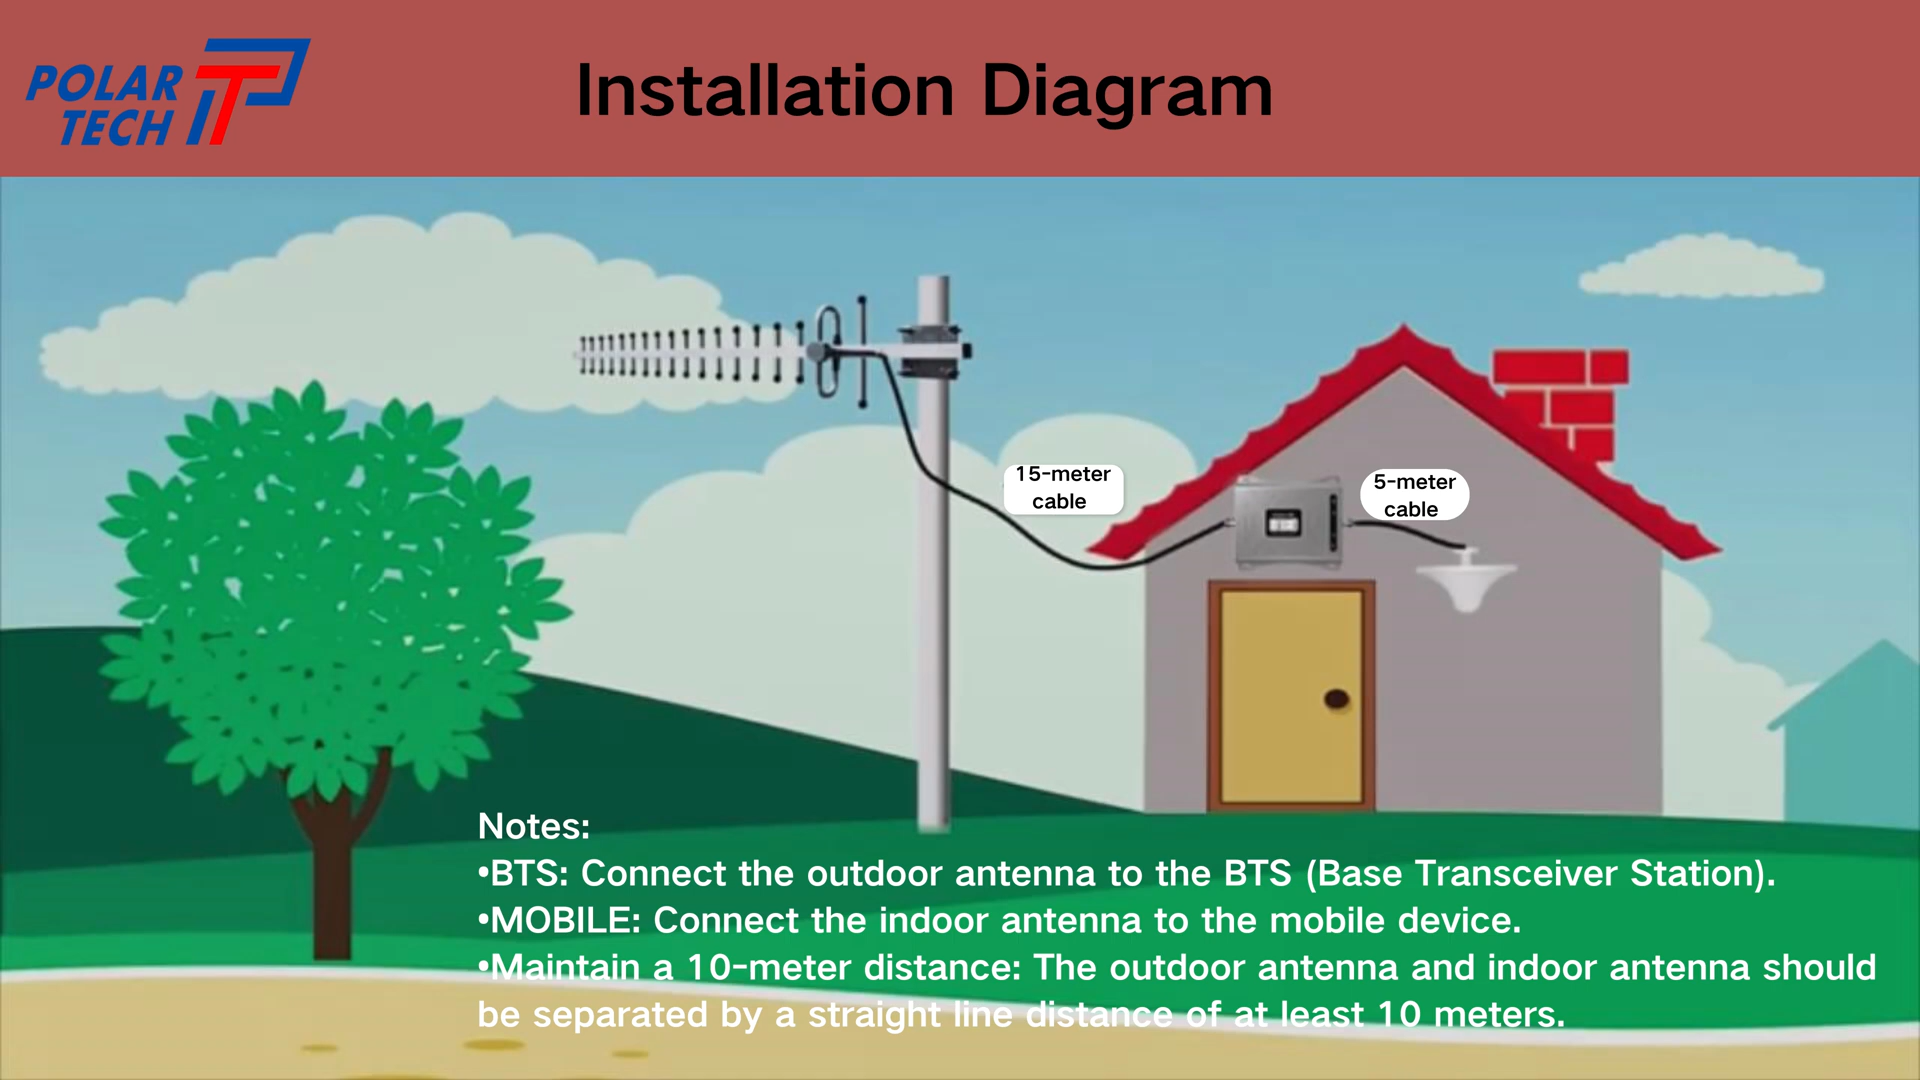 POLAR
TECH
Installation Diagram
15-meter
cable
5-meter
cable
Notes:
•BTS: Connect the outdoor antenna to the BTS (Base Transceiver Station).
•MOBILE: Connect the indoor antenna to the mobile device.
•Maintain a 10-meter distance: The outdoor antenna and indoor antenna should
be separated by a straight line distance of at least 10 meters.